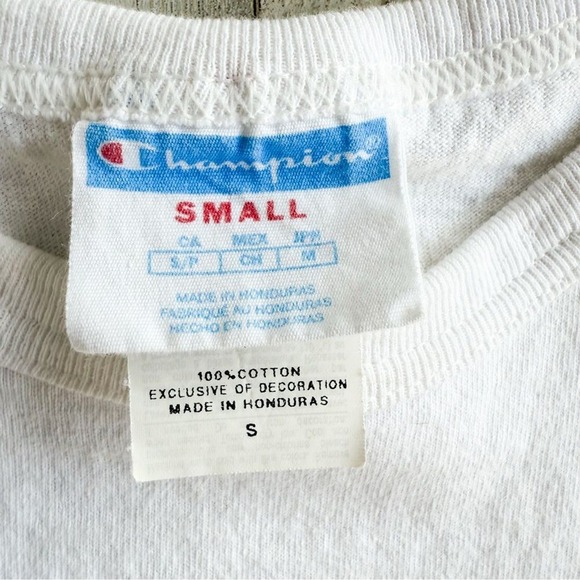 Champion®
SMALL
CA MEX JPN
S/P CH M
MADE IN HONDURAS
FABRIQUÉ AU HONDURAS
HECHO EN HONDURAS
100% COTTON
EXCLUSIVE OF DECORATION
MADE IN HONDURAS
S